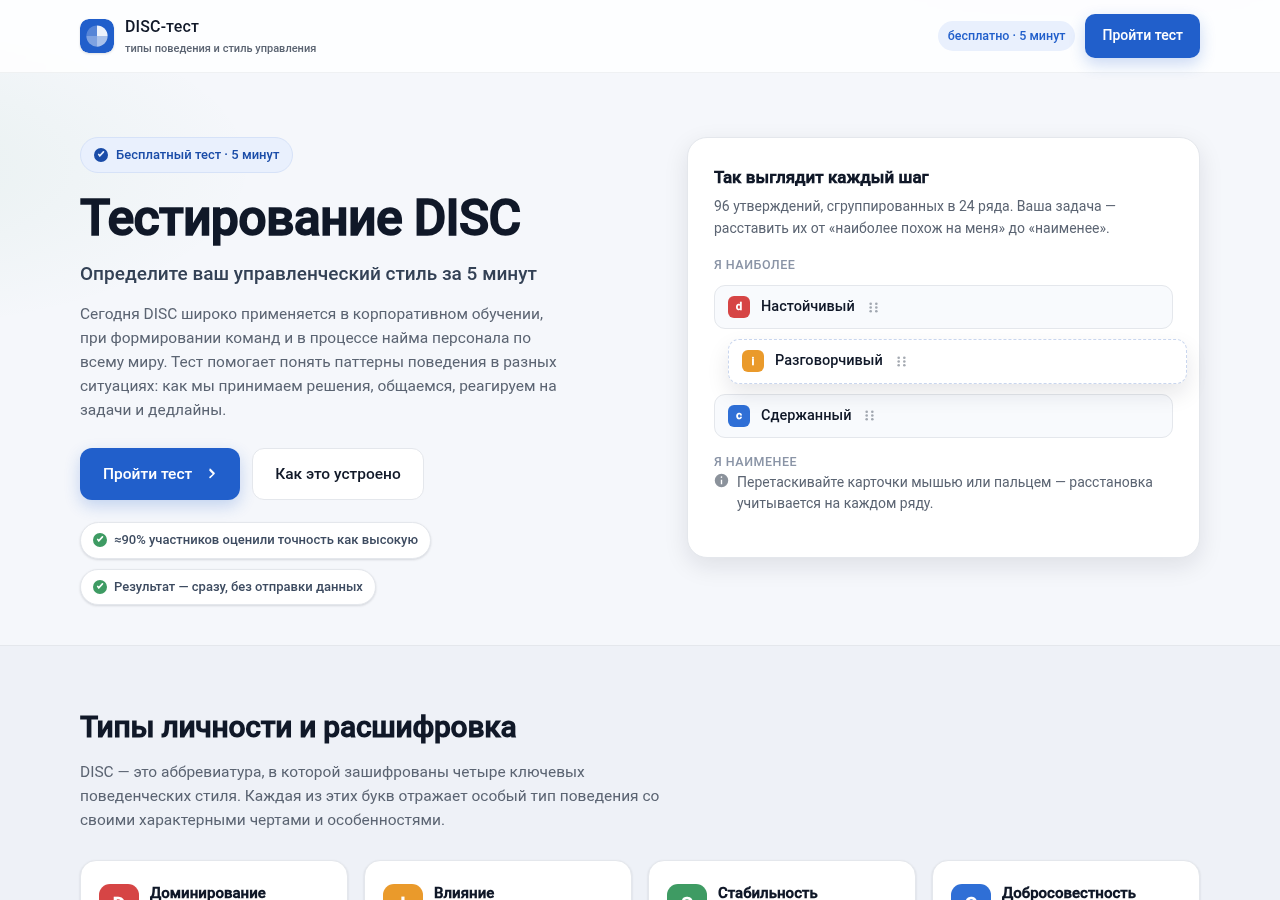 DISC-тест
типы поведения и стиль управления
бесплатно · 5 минут
Пройти тест
Бесплатный тест · 5 минут
Тестирование DISC
Определите ваш управленческий стиль за 5 минут
Сегодня DISC широко применяется в корпоративном обучении,
при формировании команд и в процессе найма персонала по
всему миру. Тест помогает понять паттерны поведения в разных
ситуациях: как мы принимаем решения, общаемся, реагируем на
задачи и дедлайны.
Пройти тест
Как это устроено
≈90% участников оценили точность как высокую
Результат — сразу, без отправки данных
Так выглядит каждый шаг
96 утверждений, сгруппированных в 24 ряда. Ваша задача —
расставить их от «наиболее похож на меня» до «наименее».
Я НАИБОЛЕЕ
d Настойчивый
i Разговорчивый
c Сдержанный
Я НАИМЕНЕЕ
Перетаскивайте карточки мышью или пальцем — расстановка
учитывается на каждом ряду.
Типы личности и расшифровка
DISC — это аббревиатура, в которой зашифрованы четыре ключевых
поведенческих стиля. Каждая из этих букв отражает особый тип поведения со
своими характерными чертами и особенностями.
Доминирование
Влияние
Стабильность
Добросовестность